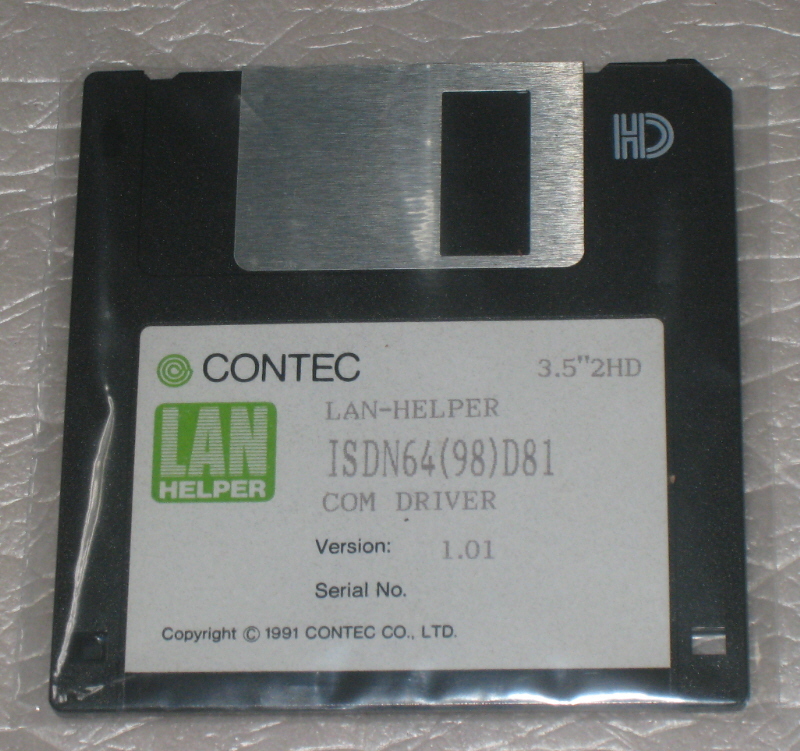 HD
CONTEC
3.5"2HD
LAN
HELPER
LAN-HELPER
ISDN64(98)D81
COM DRIVER
Version: 1.01
Serial No.
Copyright © 1991 CONTEC CO., LTD.